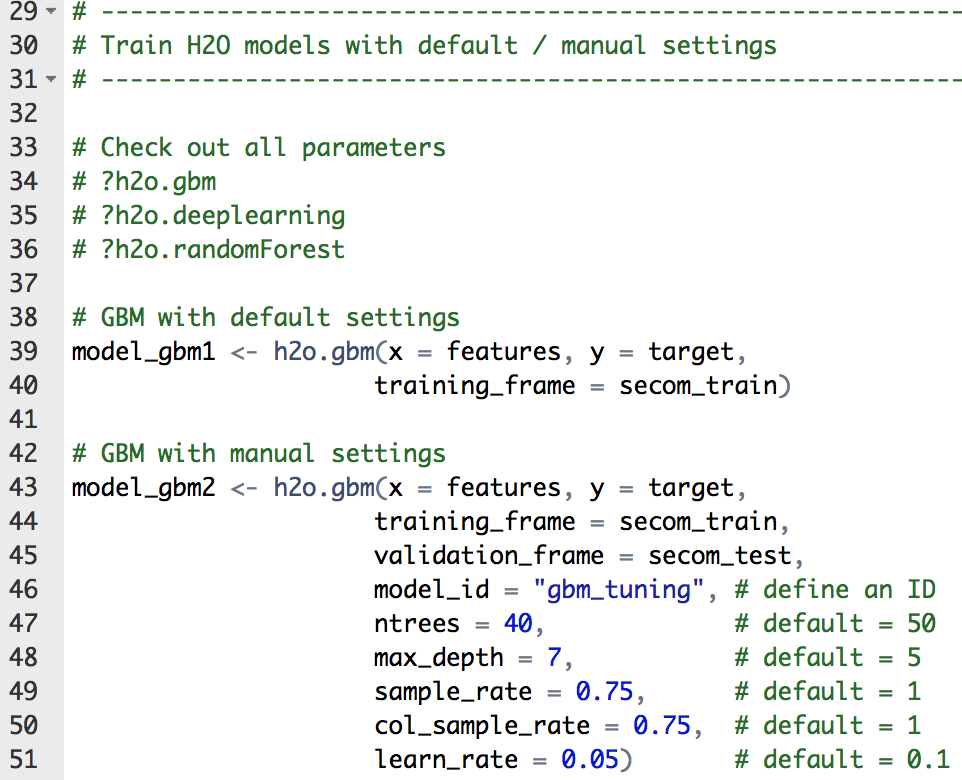 29 # ------------------------------------------------------------
30 # Train H2O models with default / manual settings
31 # ------------------------------------------------------------
32
33 # Check out all parameters
34 # ?h2o.gbm
35 # ?h2o.deeplearning
36 # ?h2o.randomForest
37
38 # GBM with default settings
39 model_gbm1 <- h2o.gbm(x = features, y = target,
40                      training_frame = secom_train)
41
42 # GBM with manual settings
43 model_gbm2 <- h2o.gbm(x = features, y = target,
44                      training_frame = secom_train,
45                      validation_frame = secom_test,
46                      model_id = "gbm_tuning", # define an ID
47                      ntrees = 40,             # default = 50
48                      max_depth = 7,           # default = 5
49                      sample_rate = 0.75,      # default = 1
50                      col_sample_rate = 0.75,  # default = 1
51                      learn_rate = 0.05)       # default = 0.1